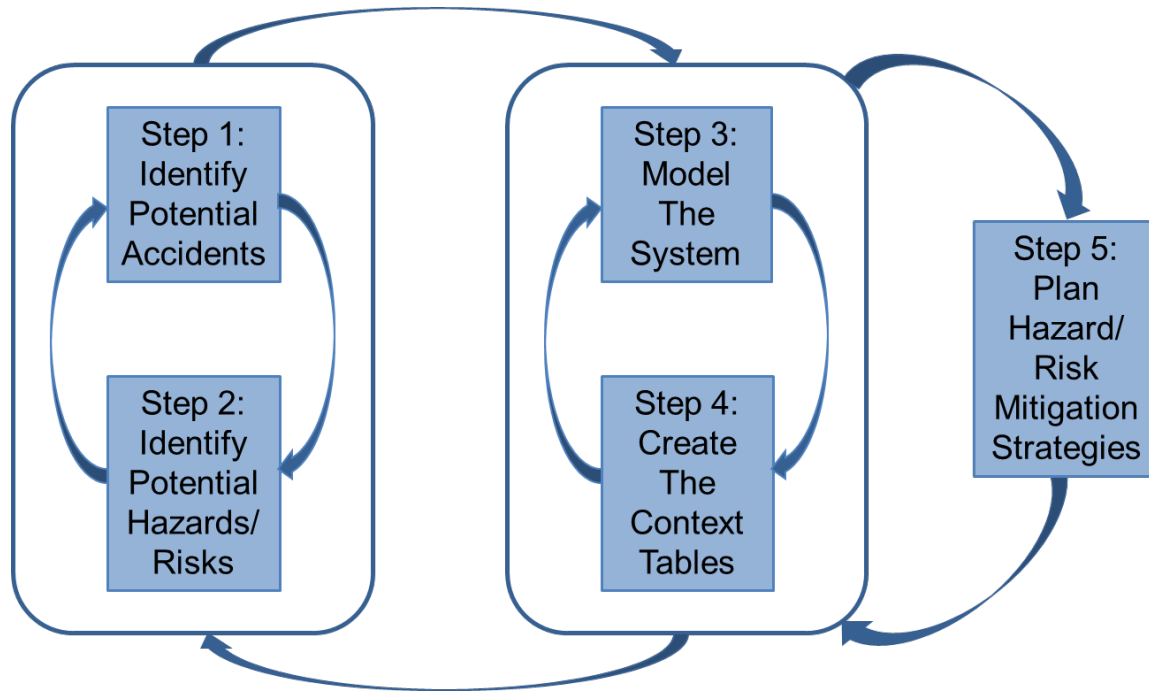 Step 1:
Identify
Potential
Accidents
Step 2:
Identify
Potential
Hazards/
Risks
Step 3:
Model
The
System
Step 4:
Create
The
Context
Tables
Step 5:
Plan
Hazard/
Risk
Mitigation
Strategies